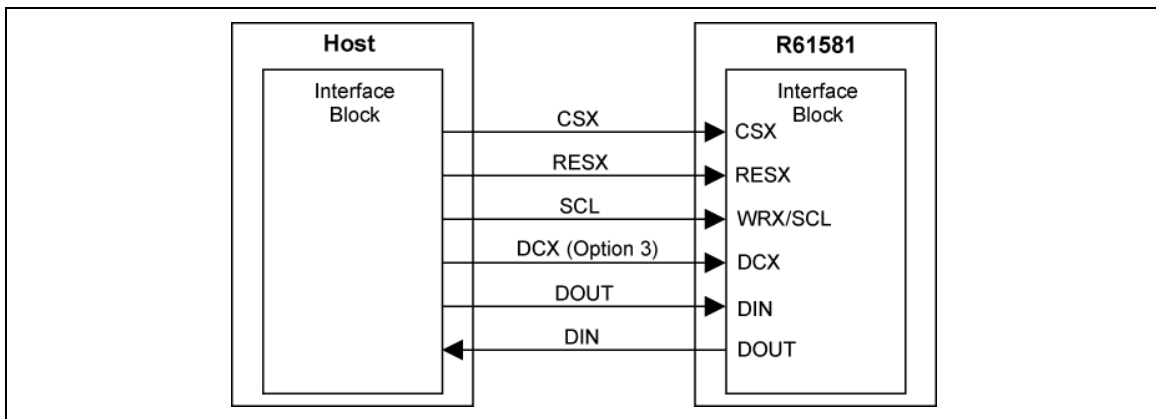 Host
R61581
Interface
Block
Interface
Block
CSX
CSX
RESX
RESX
SCL
WRX/SCL
DCX (Option 3)
DCX
DOUT
DIN
DIN
DOUT